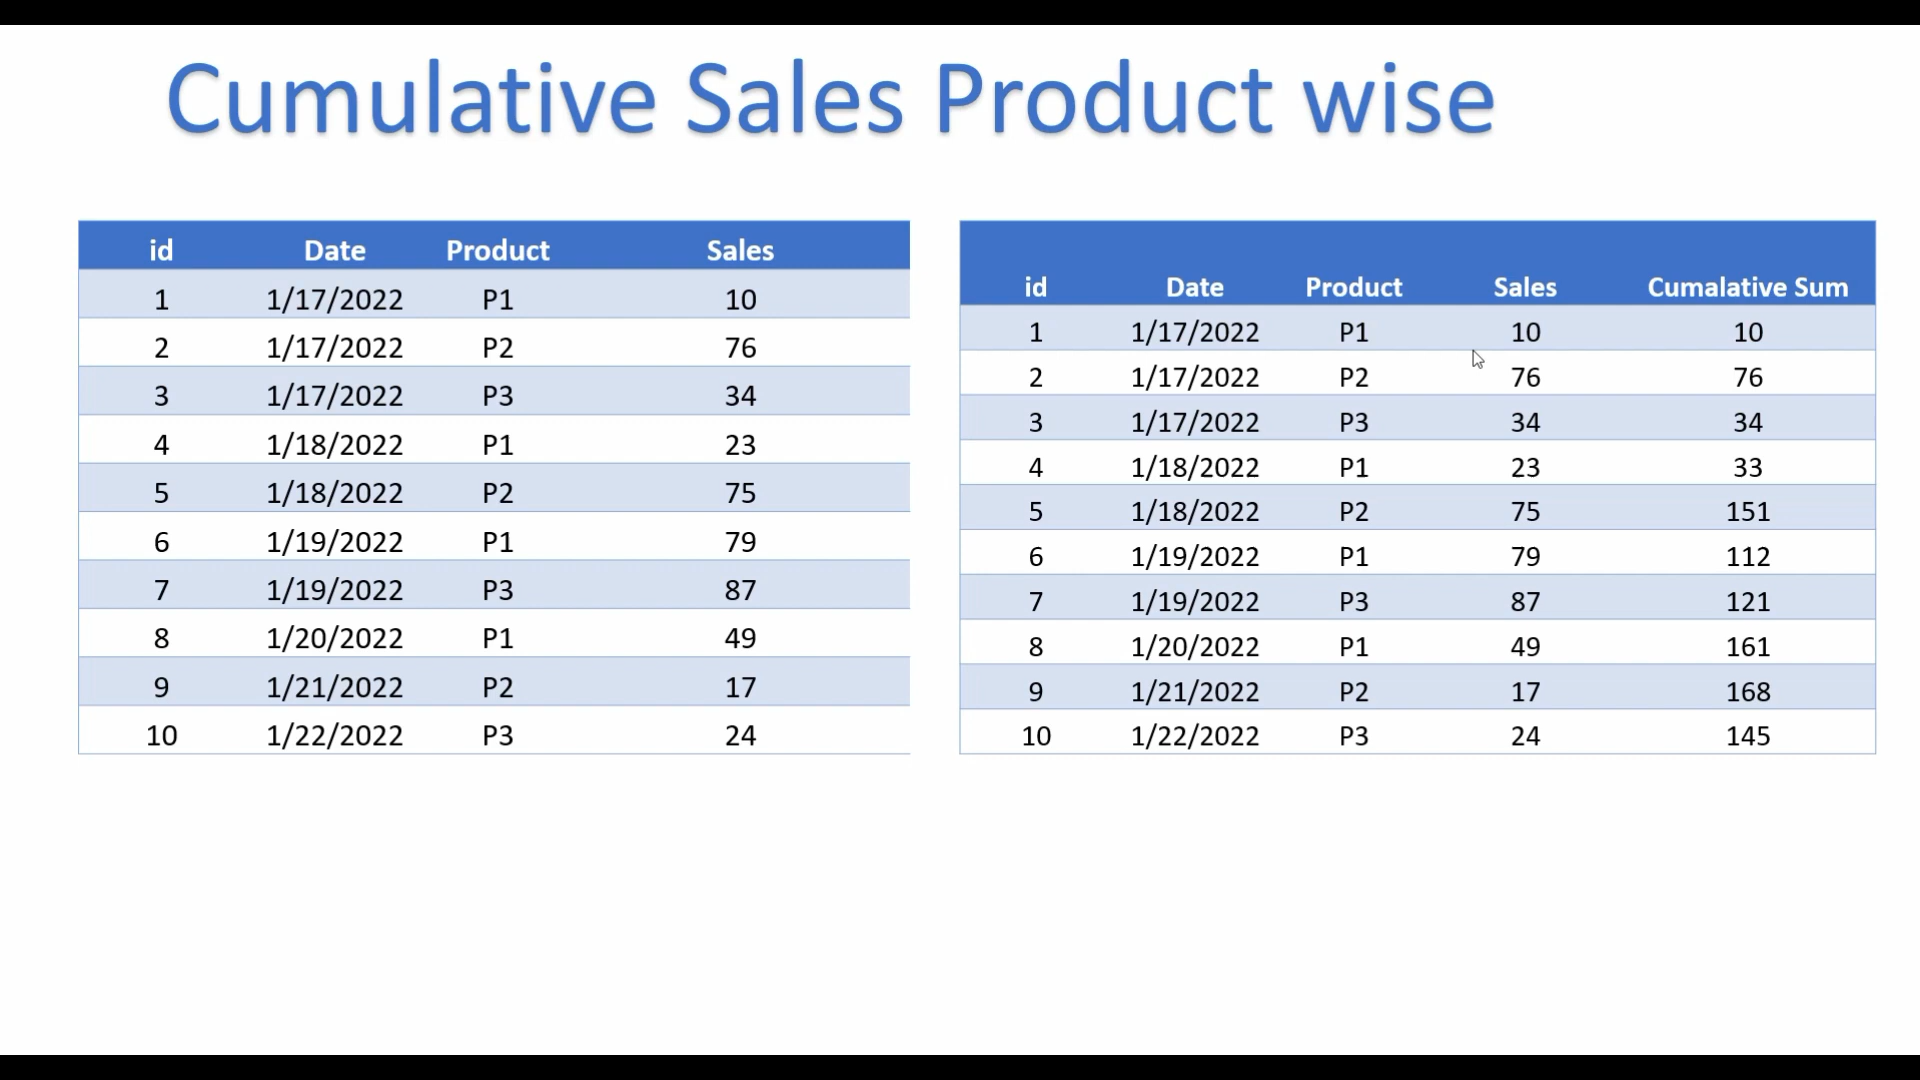 Cumulative Sales Product wise
id Date Product Sales
1 1/17/2022 P1 10
2 1/17/2022 P2 76
3 1/17/2022 P3 34
4 1/18/2022 P1 23
5 1/18/2022 P2 75
6 1/19/2022 P1 79
7 1/19/2022 P3 87
8 1/20/2022 P1 49
9 1/21/2022 P2 17
10 1/22/2022 P3 24
id Date Product Sales Cumalative Sum
1 1/17/2022 P1 10 10
2 1/17/2022 P2 76 76
3 1/17/2022 P3 34 34
4 1/18/2022 P1 23 33
5 1/18/2022 P2 75 151
6 1/19/2022 P1 79 112
7 1/19/2022 P3 87 121
8 1/20/2022 P1 49 161
9 1/21/2022 P2 17 168
10 1/22/2022 P3 24 145